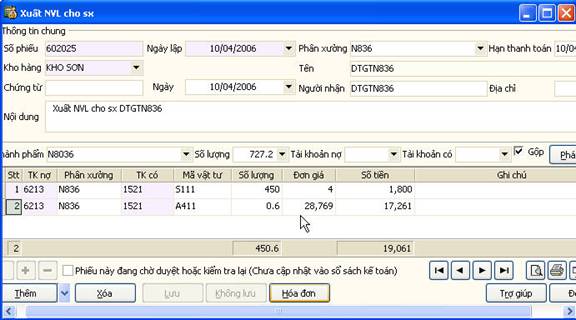 Xuất NVL cho sx
Thông tin chung
Số phiếu 602025 Ngày lập 10/04/2006 Phân xưởng N836 Hạn thanh toán 10/04
Kho hàng KHO SƠN Tên DTGTN836
Chứng từ Ngày 10/04/2006 Người nhận DTGTN836 Địa chỉ
Nội dung Xuất NVL cho sx DTGTN836
hành phẩm N8036 Số lượng 727.2 Tài khoản nợ Tài khoản có Gộp Phâ
Stt TK nợ Phân xưởng TK có Mã vật tư Số lượng Đơn giá Số tiền Ghi chú
1 6213 N836 1521 S111 450 4 1,800
2 6213 N836 1521 A411 0.6 28,769 17,261
2 450.6 19,061
Phiếu này đang chờ duyệt hoặc kiểm tra lại (Chưa cập nhật vào sổ sách kế toán)
Thêm Xóa Lưu Không lưu Hóa đơn Trợ giúp